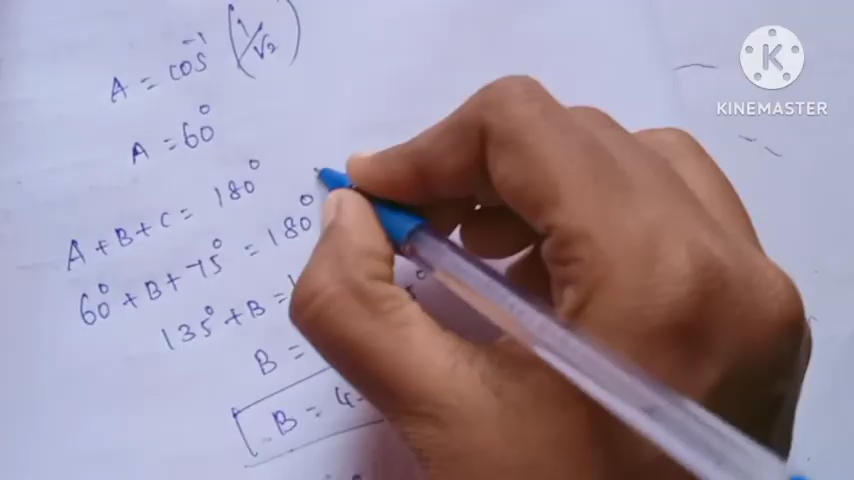 A = cos⁻¹ (1/√2)
A = 60°
A + B + C = 180°
60° + B + 75° = 180°
135° + B =
B =
B = 4
K
KINEMASTER